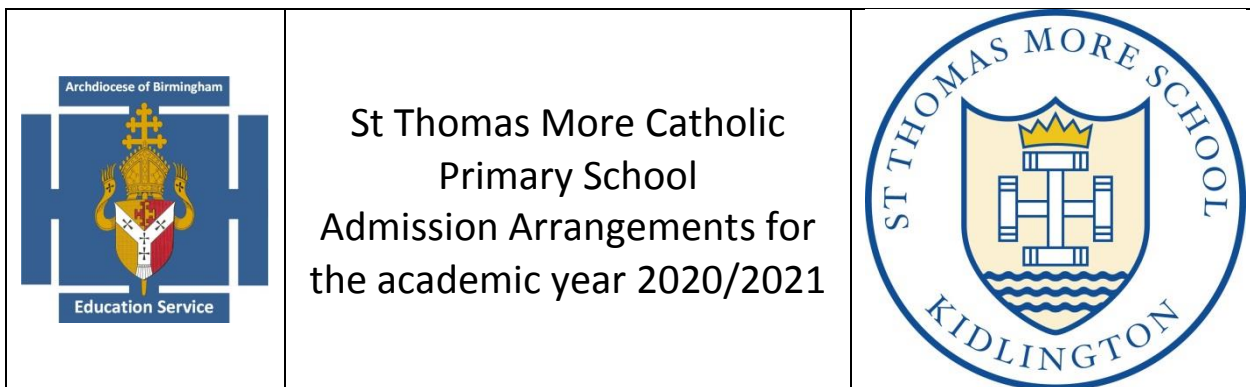 Archdiocese of Birmingham
Education Service
St Thomas More Catholic
Primary School
Admission Arrangements for
the academic year 2020/2021
ST THOMAS MORE SCHOOL
KIDLINGTON